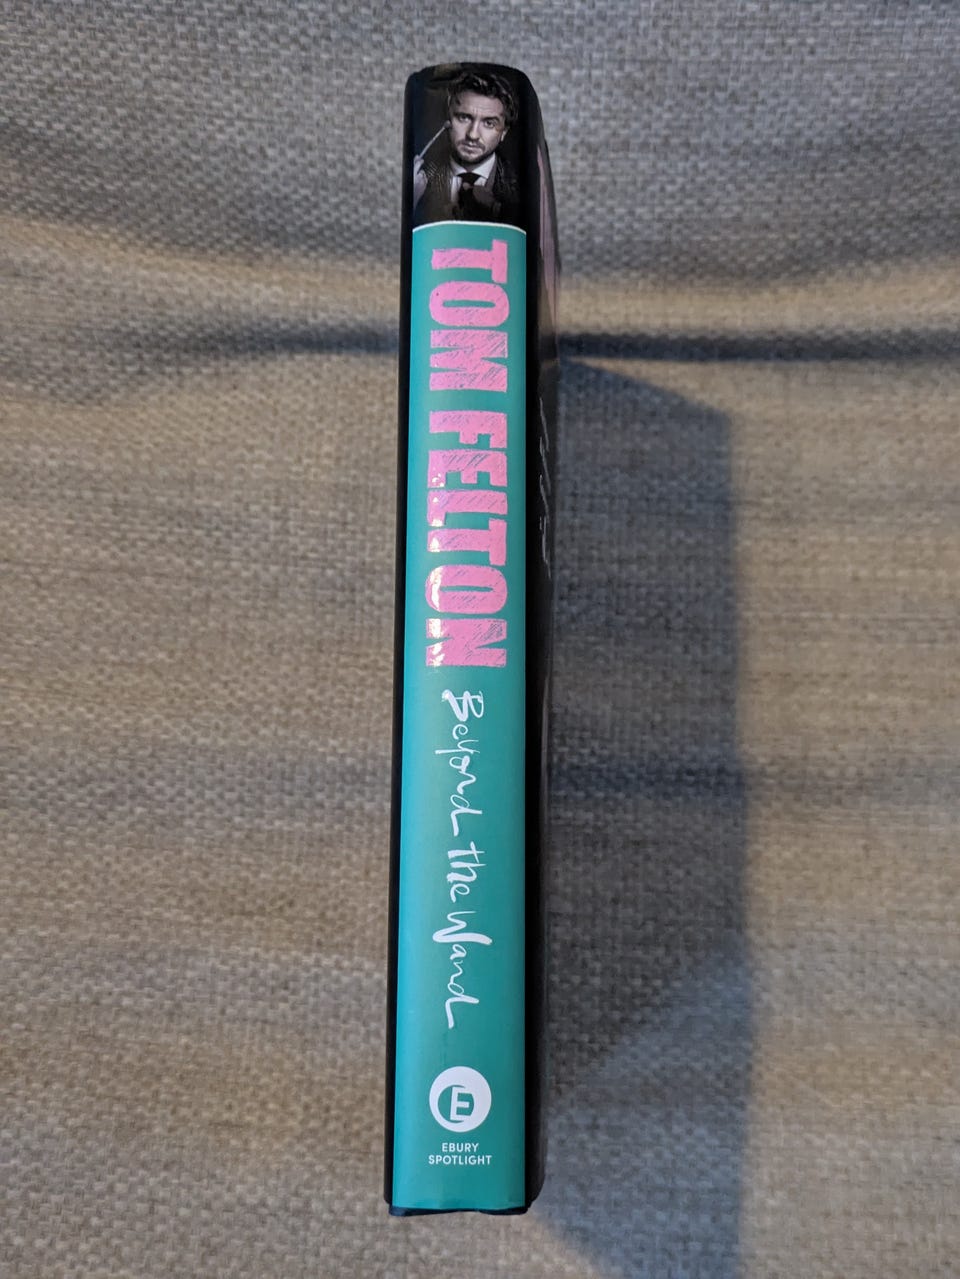 TOM FELTON
Beyond the Wand
E
EBURY
SPOTLIGHT